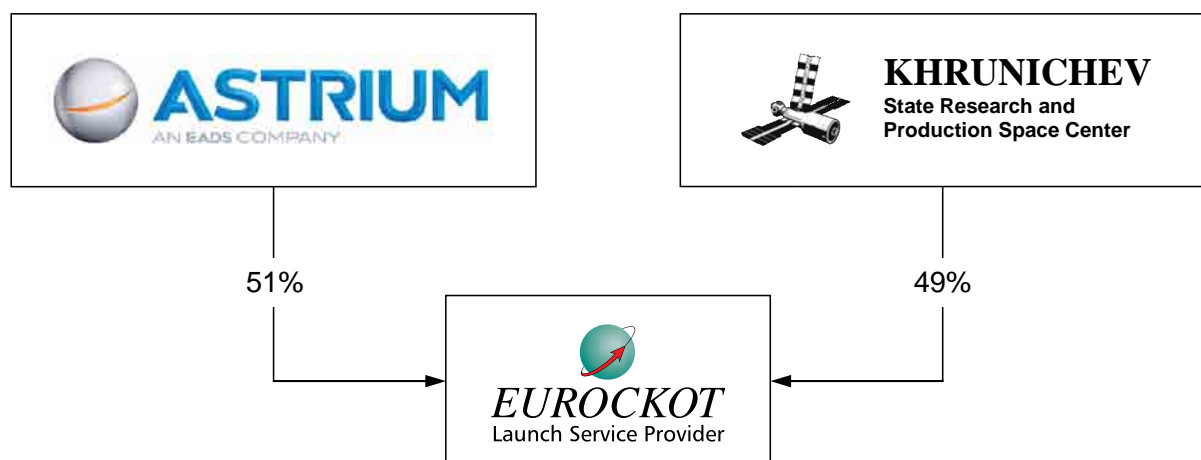 ASTRIUM
AN EADS COMPANY
KHRUNICHEV
State Research and
Production Space Center
51%
49%
EUROCKOT
Launch Service Provider